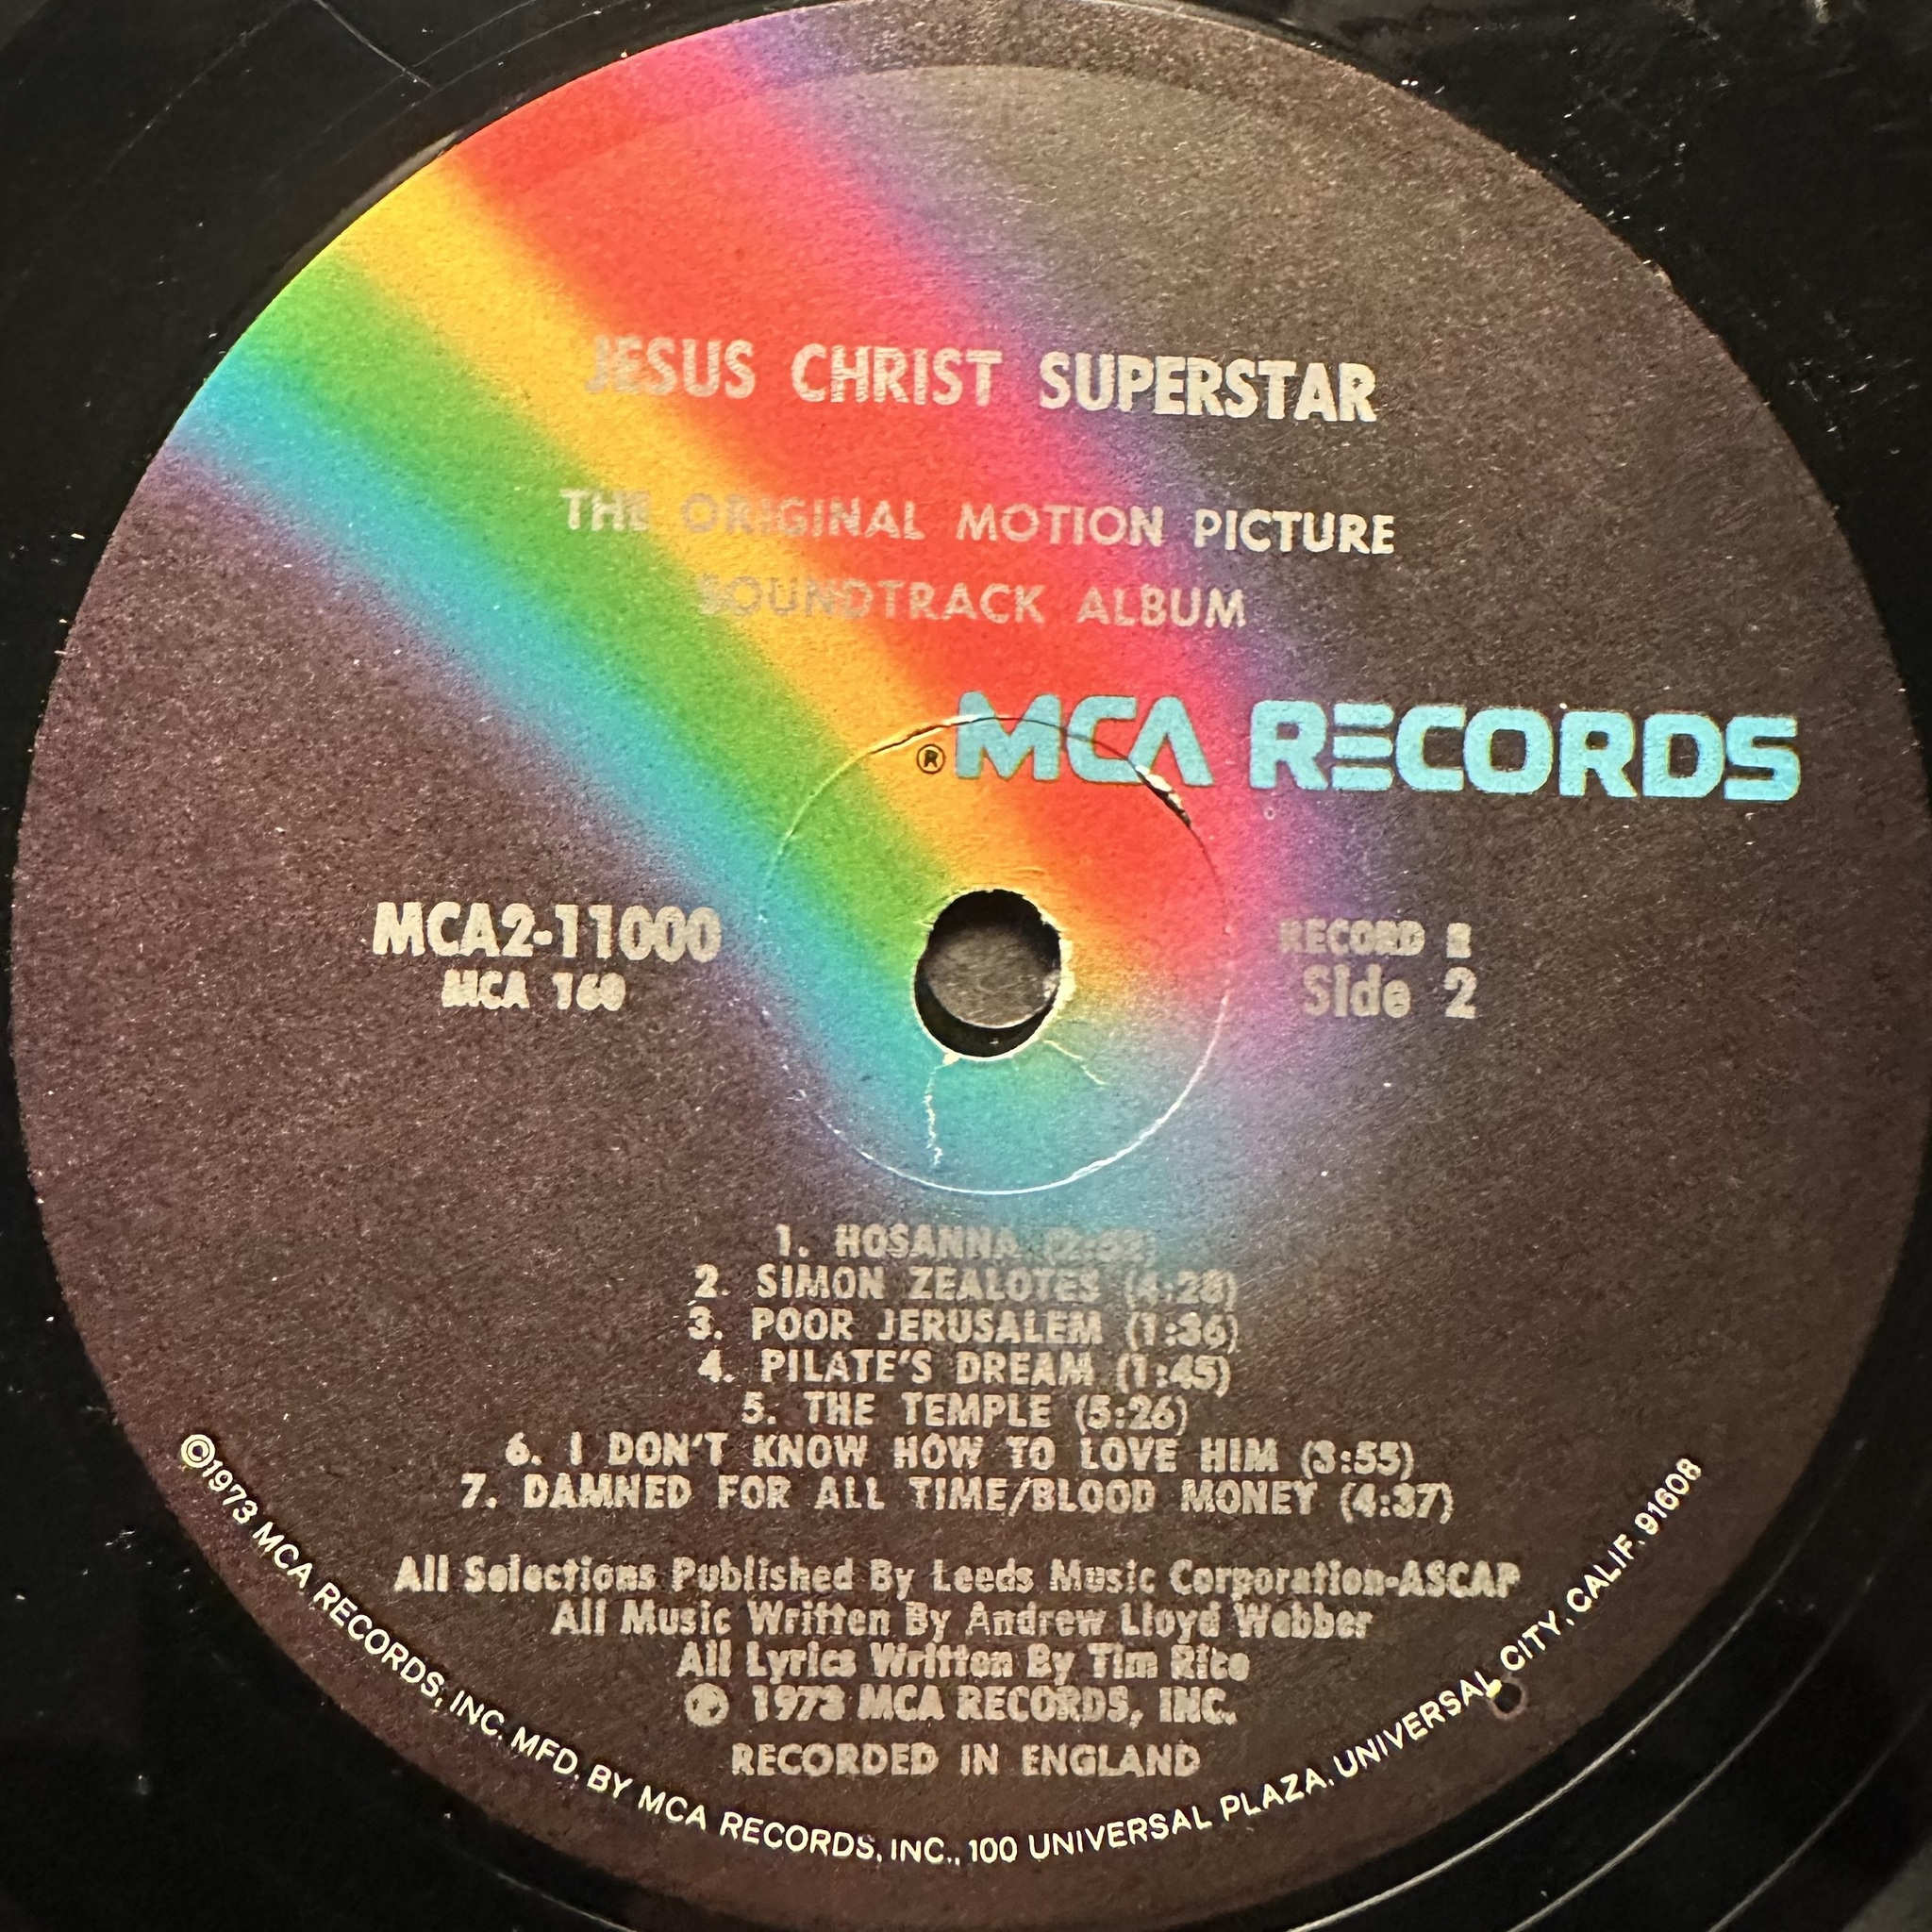 JESUS CHRIST SUPERSTAR
THE ORIGINAL MOTION PICTURE
SOUNDTRACK ALBUM
® MCA RECORDS
MCA2-11000
MCA 160
RECORD
Side 2
1. HOSANNA
2. SIMON ZEALOTES (4:28)
3. POOR JERUSALEM (1:36)
4. PILATE'S DREAM (1:45)
5. THE TEMPLE (5:26)
6. I DON'T KNOW HOW TO LOVE HIM (3:55)
7. DAMNED FOR ALL TIME/BLOOD MONEY (4:37)
All Selections Published By Leeds Music Corporation-ASCAP
All Music Written By Andrew Lloyd Webber
All Lyrics Written By Tim Rice
℗ 1973 MCA RECORDS, INC.
RECORDED IN ENGLAND
©1973 MCA RECORDS, INC. MFD. BY MCA RECORDS, INC., 100 UNIVERSAL PLAZA, UNIVERSAL CITY, CALIF. 91608